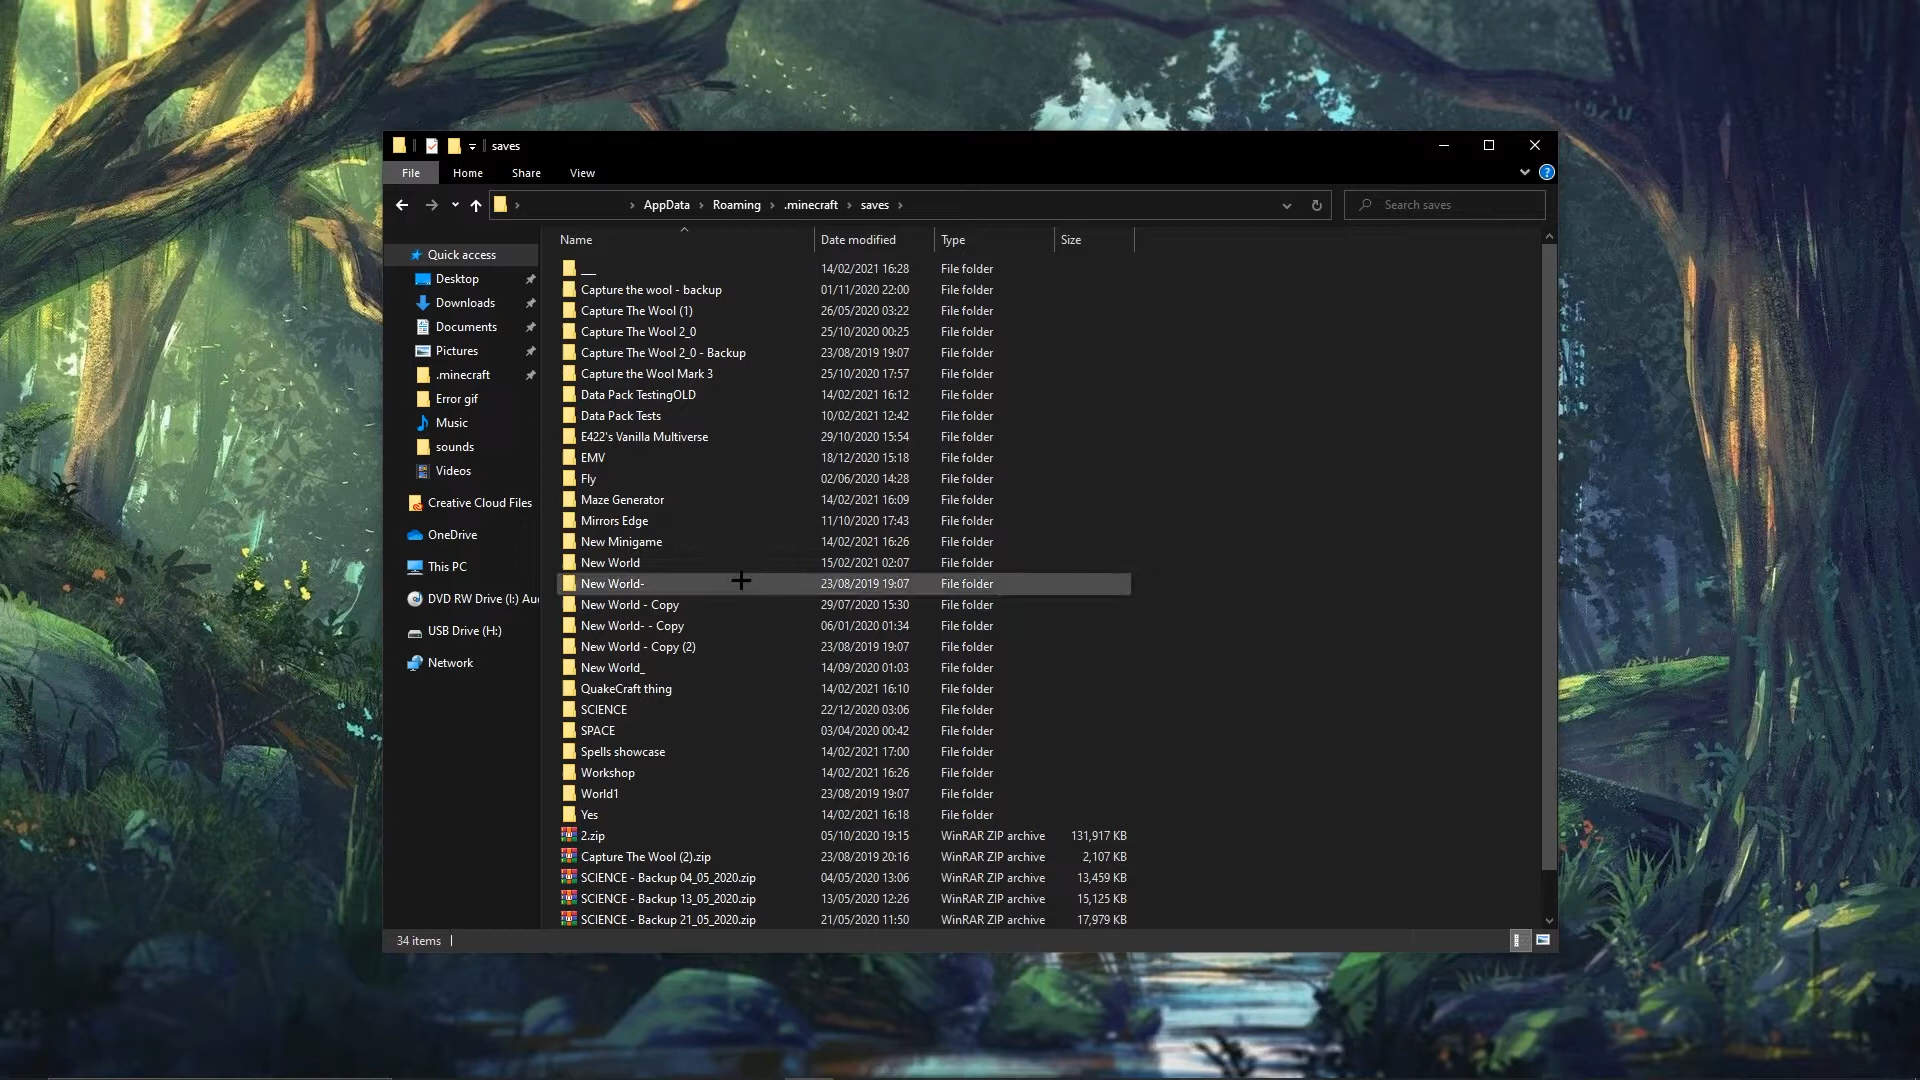 saves
File Home Share View
AppData Roaming .minecraft saves
Search saves
Name Date modified Type Size
Quick access
Desktop
Downloads
Documents
Pictures
.minecraft
Error gif
Music
sounds
Videos
Creative Cloud Files
OneDrive
This PC
DVD RW Drive (I:) Au
USB Drive (H:)
Network
__ 14/02/2021 16:28 File folder
Capture the wool - backup 01/11/2020 22:00 File folder
Capture The Wool (1) 26/05/2020 03:22 File folder
Capture The Wool 2_0 25/10/2020 00:25 File folder
Capture The Wool 2_0 - Backup 23/08/2019 19:07 File folder
Capture the Wool Mark 3 25/10/2020 17:57 File folder
Data Pack TestingOLD 14/02/2021 16:12 File folder
Data Pack Tests 10/02/2021 12:42 File folder
E422's Vanilla Multiverse 29/10/2020 15:54 File folder
EMV 18/12/2020 15:18 File folder
Fly 02/06/2020 14:28 File folder
Maze Generator 14/02/2021 16:09 File folder
Mirrors Edge 11/10/2020 17:43 File folder
New Minigame 14/02/2021 16:26 File folder
New World 15/02/2021 02:07 File folder
New World- 23/08/2019 19:07 File folder
New World - Copy 29/07/2020 15:30 File folder
New World- - Copy 06/01/2020 01:34 File folder
New World - Copy (2) 23/08/2019 19:07 File folder
New World_ 14/09/2020 01:03 File folder
QuakeCraft thing 14/02/2021 16:10 File folder
SCIENCE 22/12/2020 03:06 File folder
SPACE 03/04/2020 00:42 File folder
Spells showcase 14/02/2021 17:00 File folder
Workshop 14/02/2021 16:26 File folder
World1 23/08/2019 19:07 File folder
Yes 14/02/2021 16:18 File folder
2.zip 05/10/2020 19:15 WinRAR ZIP archive 131,917 KB
Capture The Wool (2).zip 23/08/2019 20:16 WinRAR ZIP archive 2,107 KB
SCIENCE - Backup 04_05_2020.zip 04/05/2020 13:06 WinRAR ZIP archive 13,459 KB
SCIENCE - Backup 13_05_2020.zip 13/05/2020 12:26 WinRAR ZIP archive 15,125 KB
SCIENCE - Backup 21_05_2020.zip 21/05/2020 11:50 WinRAR ZIP archive 17,979 KB
34 items